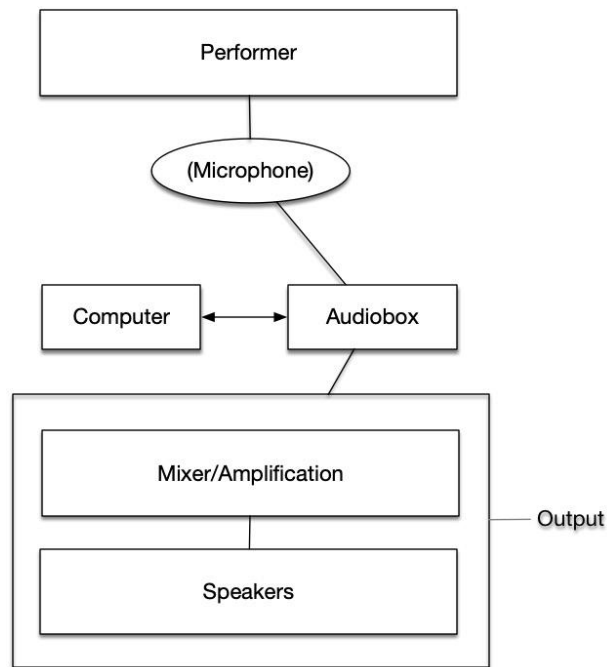 Performer
(Microphone)
Computer
Audiobox
Mixer/Amplification
Output
Speakers